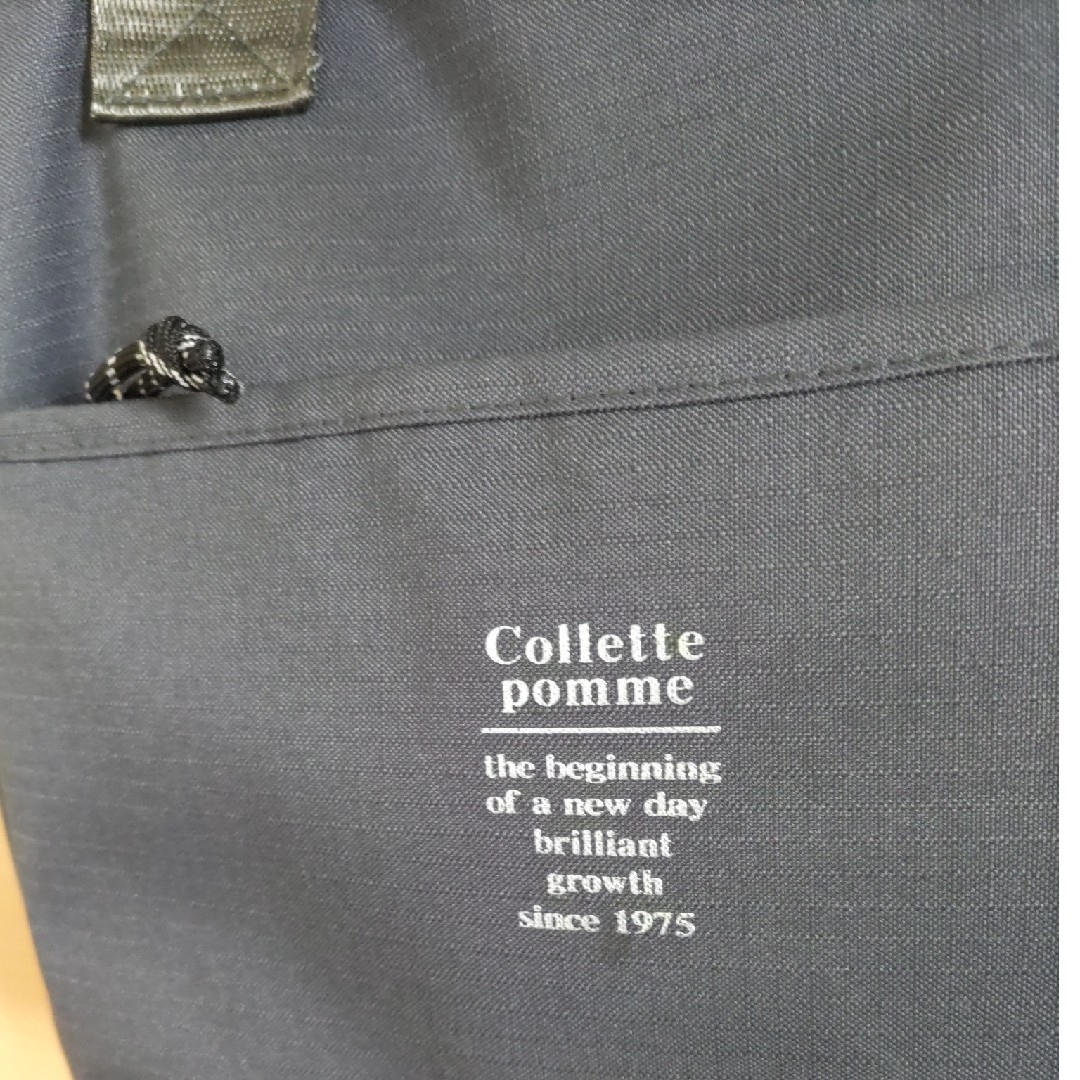 Collette
pomme
the beginning
of a new day
brilliant
growth
since 1975